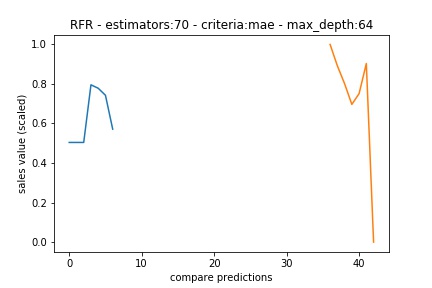 RFR - estimators:70 - criteria:mae - max_depth:64
1.0
0.8
0.6
0.4
0.2
0.0
sales value (scaled)
0 10 20 30 40
compare predictions